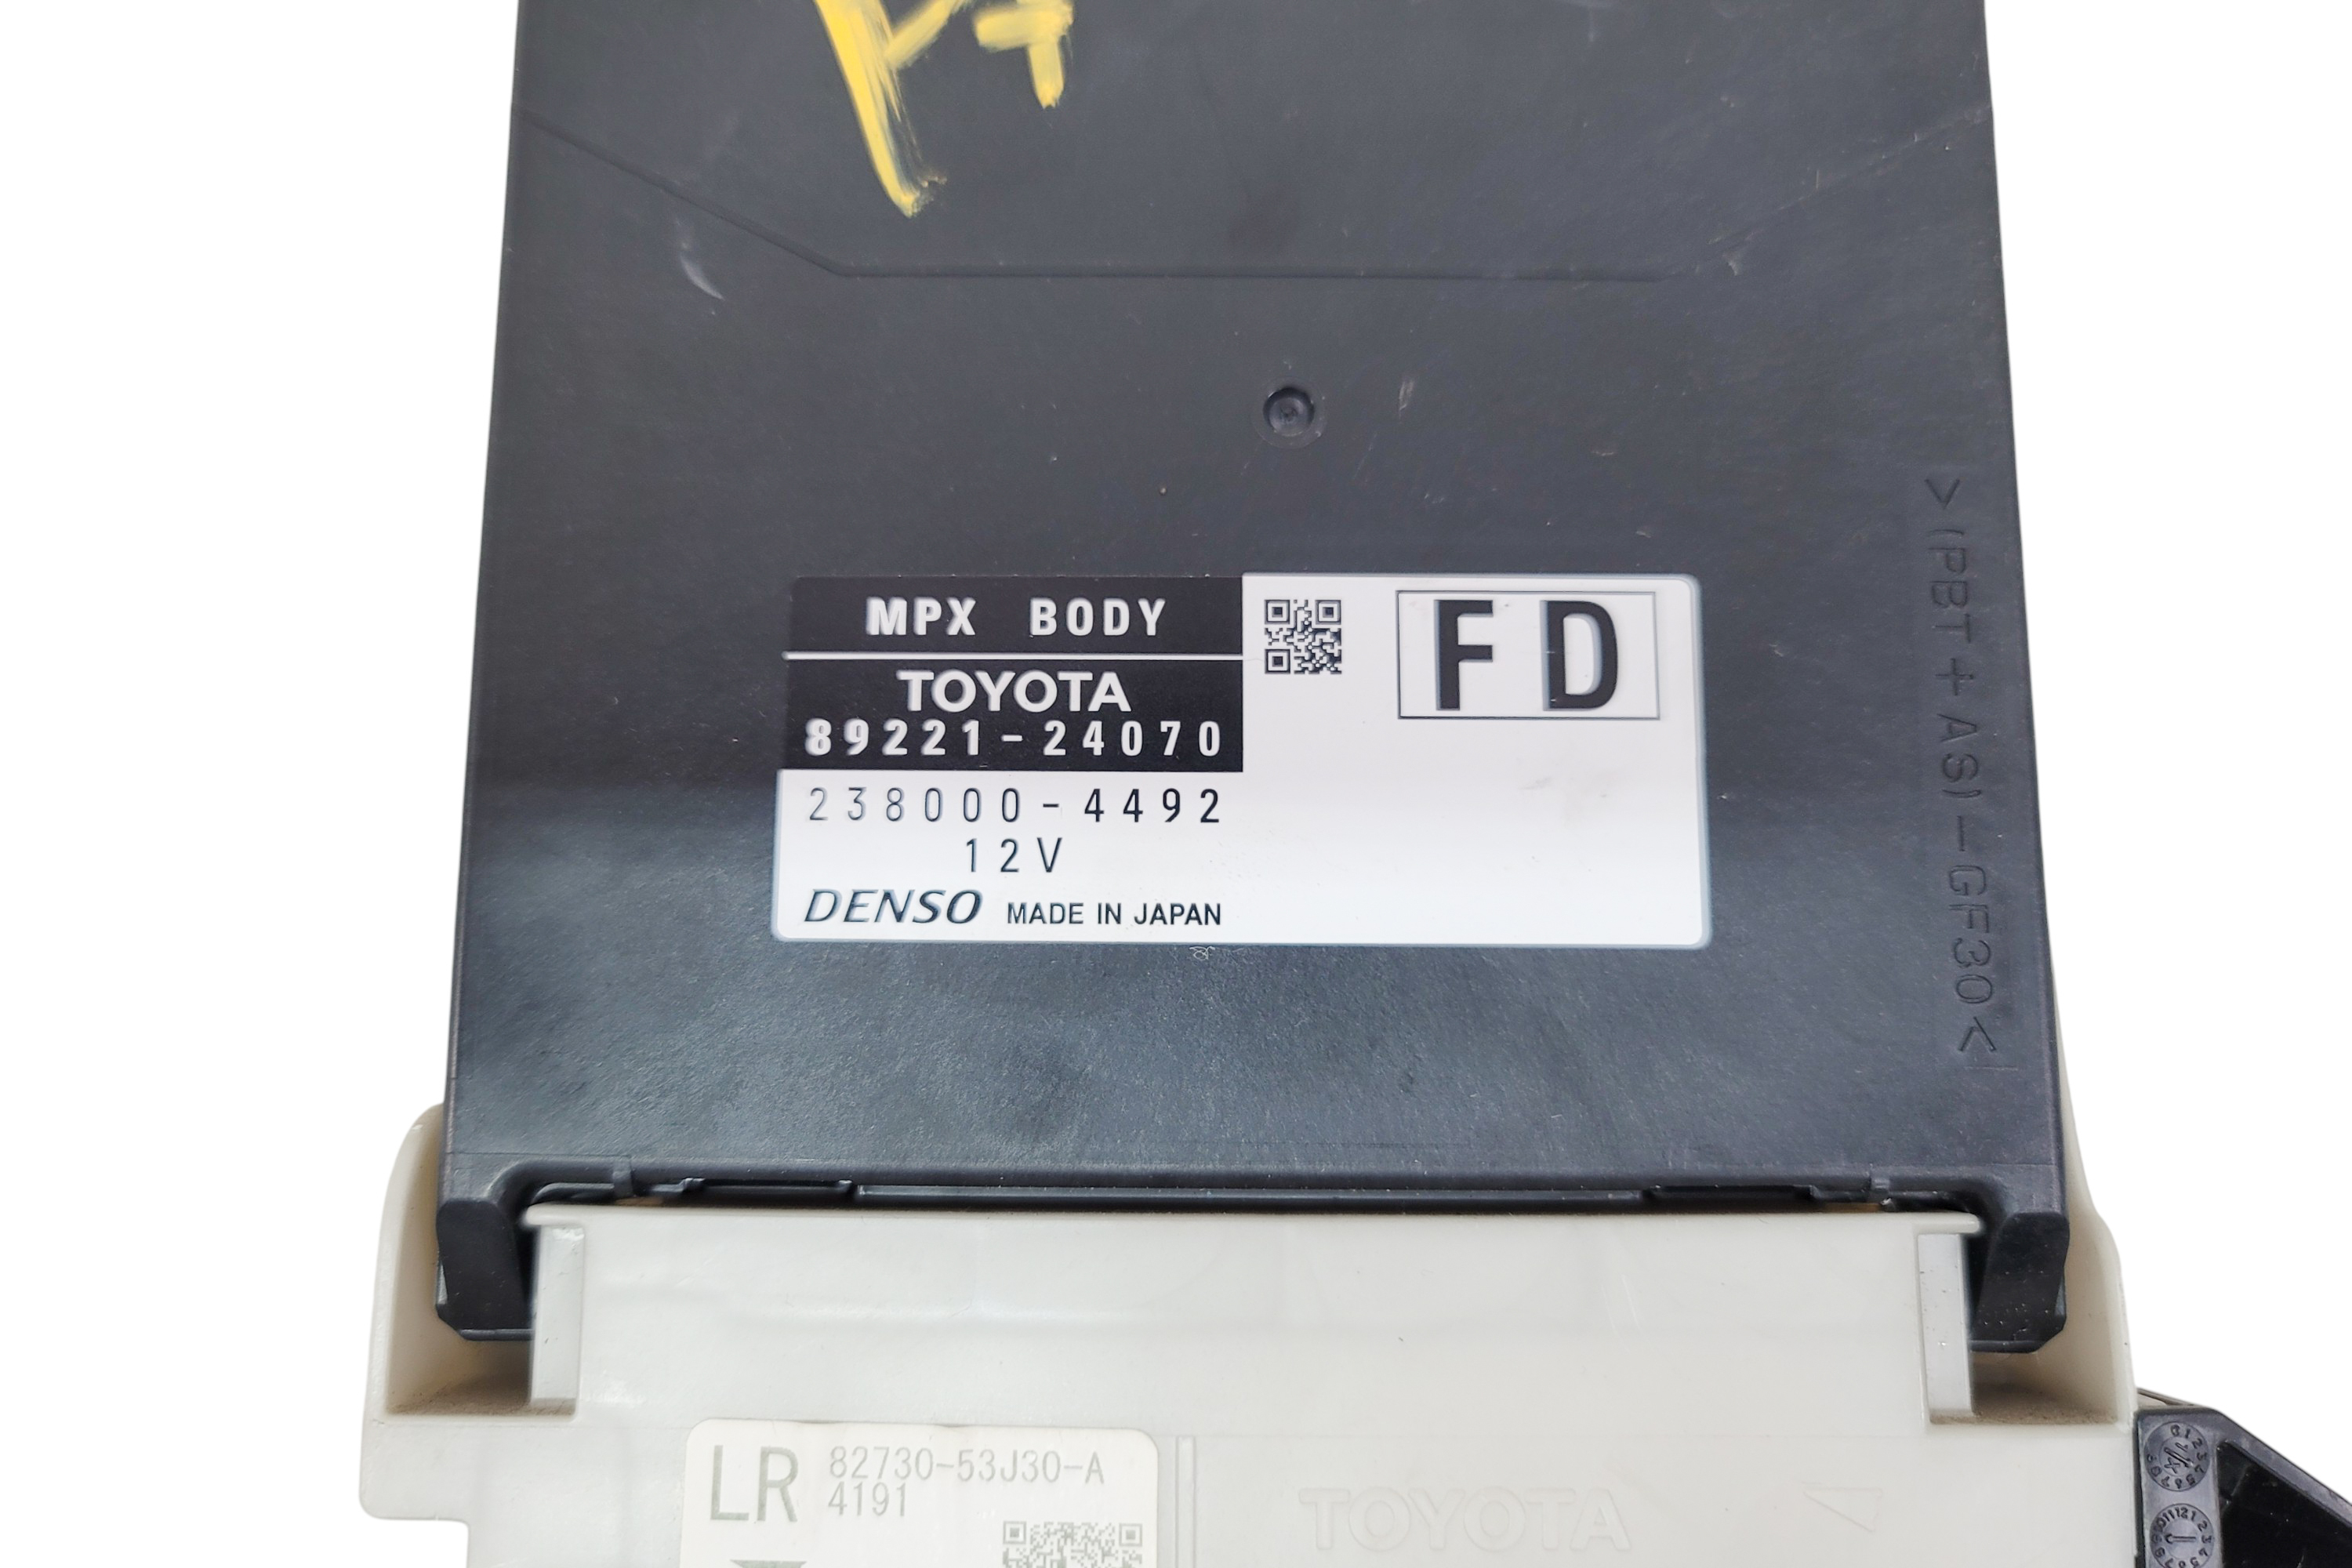 MPX BODY
TOYOTA
89221-24070
238000-4492
12V
DENSO MADE IN JAPAN
FD
>(PBT+AS)-GF30<
LR
82730-53J30-A
4191
TOYOTA